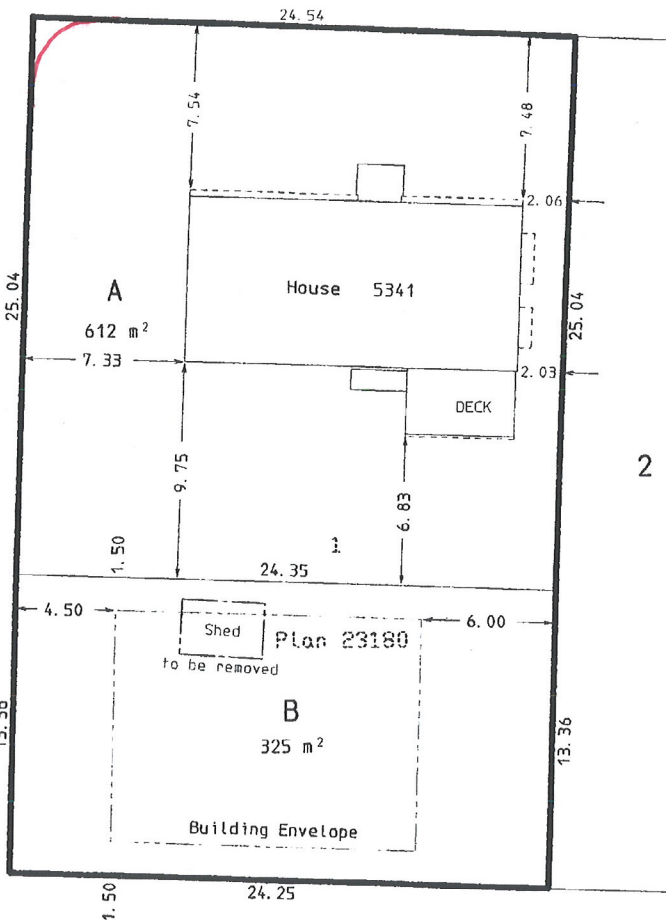 24.54
7.54
7.48
2.06
House 5341
A
612 m²
25.04
25.04
7.33
2.03
DECK
9.75
6.83
2
1.50
24.35
4.50
6.00
Shed
Plan 23180
to be removed
B
325 m²
13.36
Building Envelope
1.50
24.25